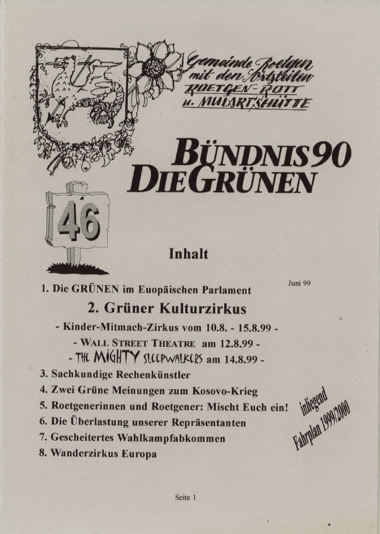 Gemeinde Roetgen
mit den Ortsteilen
ROETGEN-ROTT
u. MULARTSHÜTTE
BÜNDNIS 90
DIE GRÜNEN
46
Inhalt
Juni 99
1. Die GRÜNEN im Euopäischen Parlament
2. Grüner Kulturzirkus
- Kinder-Mitmach-Zirkus vom 10.8. - 15.8.99 -
- WALL STREET THEATRE am 12.8.99 -
- THE MIGHTY SLEEPWALKERS am 14.8.99 -
3. Sachkundige Rechenkünstler
4. Zwei Grüne Meinungen zum Kosovo-Krieg
5. Roetgenerinnen und Roetgener: Mischt Euch ein!
6. Die Überlastung unserer Repräsentanten
7. Gescheitertes Wahlkampfabkommen
8. Wanderzirkus Europa
inliegend
Fahrplan 1999/2000
Seite 1